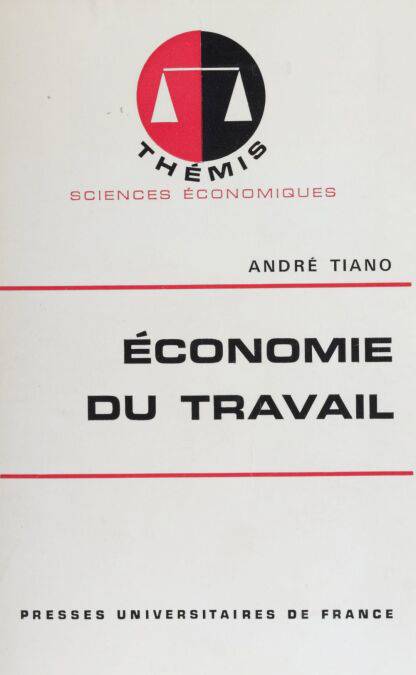 THÉMIS
SCIENCES ÉCONOMIQUES
ANDRÉ TIANO
ÉCONOMIE
DU TRAVAIL
PRESSES UNIVERSITAIRES DE FRANCE